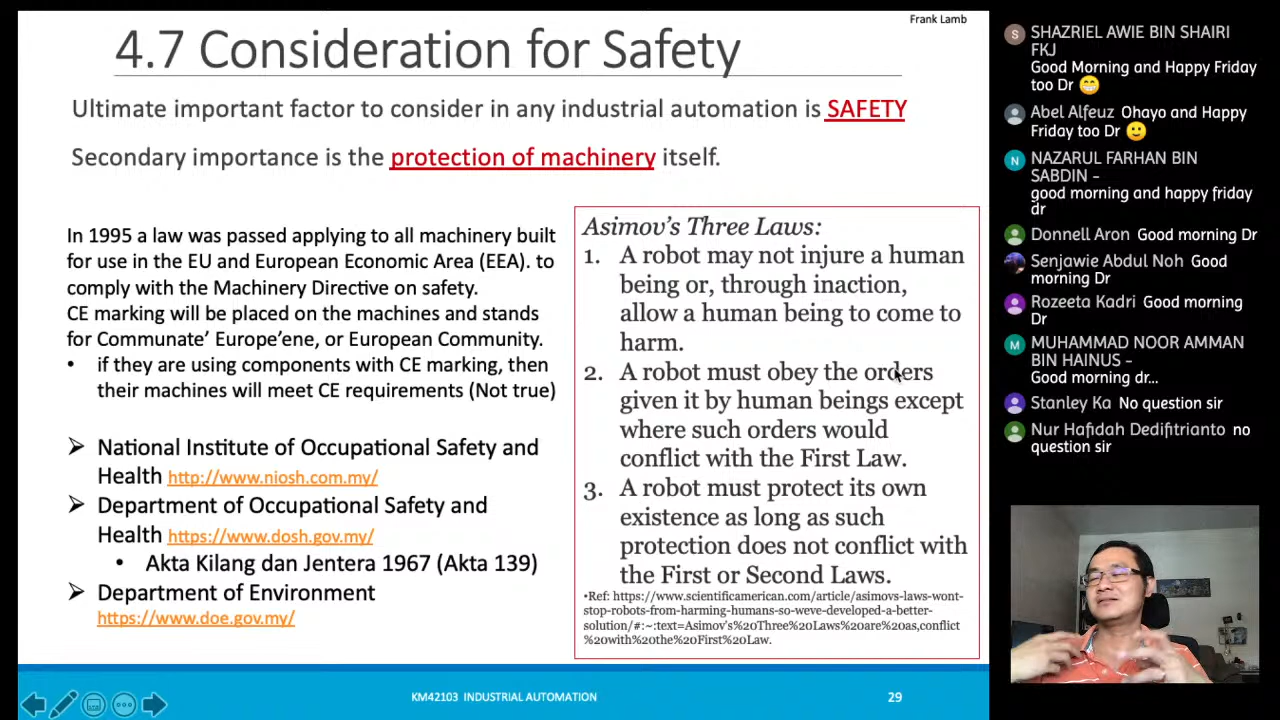 Frank Lamb
4.7 Consideration for Safety
Ultimate important factor to consider in any industrial automation is SAFETY
Secondary importance is the protection of machinery itself.
In 1995 a law was passed applying to all machinery built
for use in the EU and European Economic Area (EEA). to
comply with the Machinery Directive on safety.
CE marking will be placed on the machines and stands
for Communate' Europe'ene, or European Community.
• if they are using components with CE marking, then
their machines will meet CE requirements (Not true)
➢ National Institute of Occupational Safety and
Health http://www.niosh.com.my/
➢ Department of Occupational Safety and
Health https://www.dosh.gov.my/
• Akta Kilang dan Jentera 1967 (Akta 139)
➢ Department of Environment
https://www.doe.gov.my/
Asimov's Three Laws:
1. A robot may not injure a human
being or, through inaction,
allow a human being to come to
harm.
2. A robot must obey the orders
given it by human beings except
where such orders would
conflict with the First Law.
3. A robot must protect its own
existence as long as such
protection does not conflict with
the First or Second Laws.
•Ref: https://www.scientificamerican.com/article/asimovs-laws-wont-
stop-robots-from-harming-humans-so-weve-developed-a-better-
solution/#:~:text=Asimov's%20Three%20Laws%20are%20as,conflict
%20with%20the%20First%20Law.
KM42103 INDUSTRIAL AUTOMATION
29
S
SHAZRIEL AWIE BIN SHAIRI
FKJ
Good Morning and Happy Friday
too Dr 😁
Abel Alfeuz Ohayo and Happy
Friday too Dr 🙂
N
NAZARUL FARHAN BIN
SABDIN -
good morning and happy friday
dr
Donnell Aron Good morning Dr
Senjawie Abdul Noh Good
morning Dr
Rozeeta Kadri Good morning
Dr
M
MUHAMMAD NOOR AMMAN
BIN HAINUS -
Good morning dr...
Stanley Ka No question sir
Nur Hafidah Dedifitrianto no
question sir